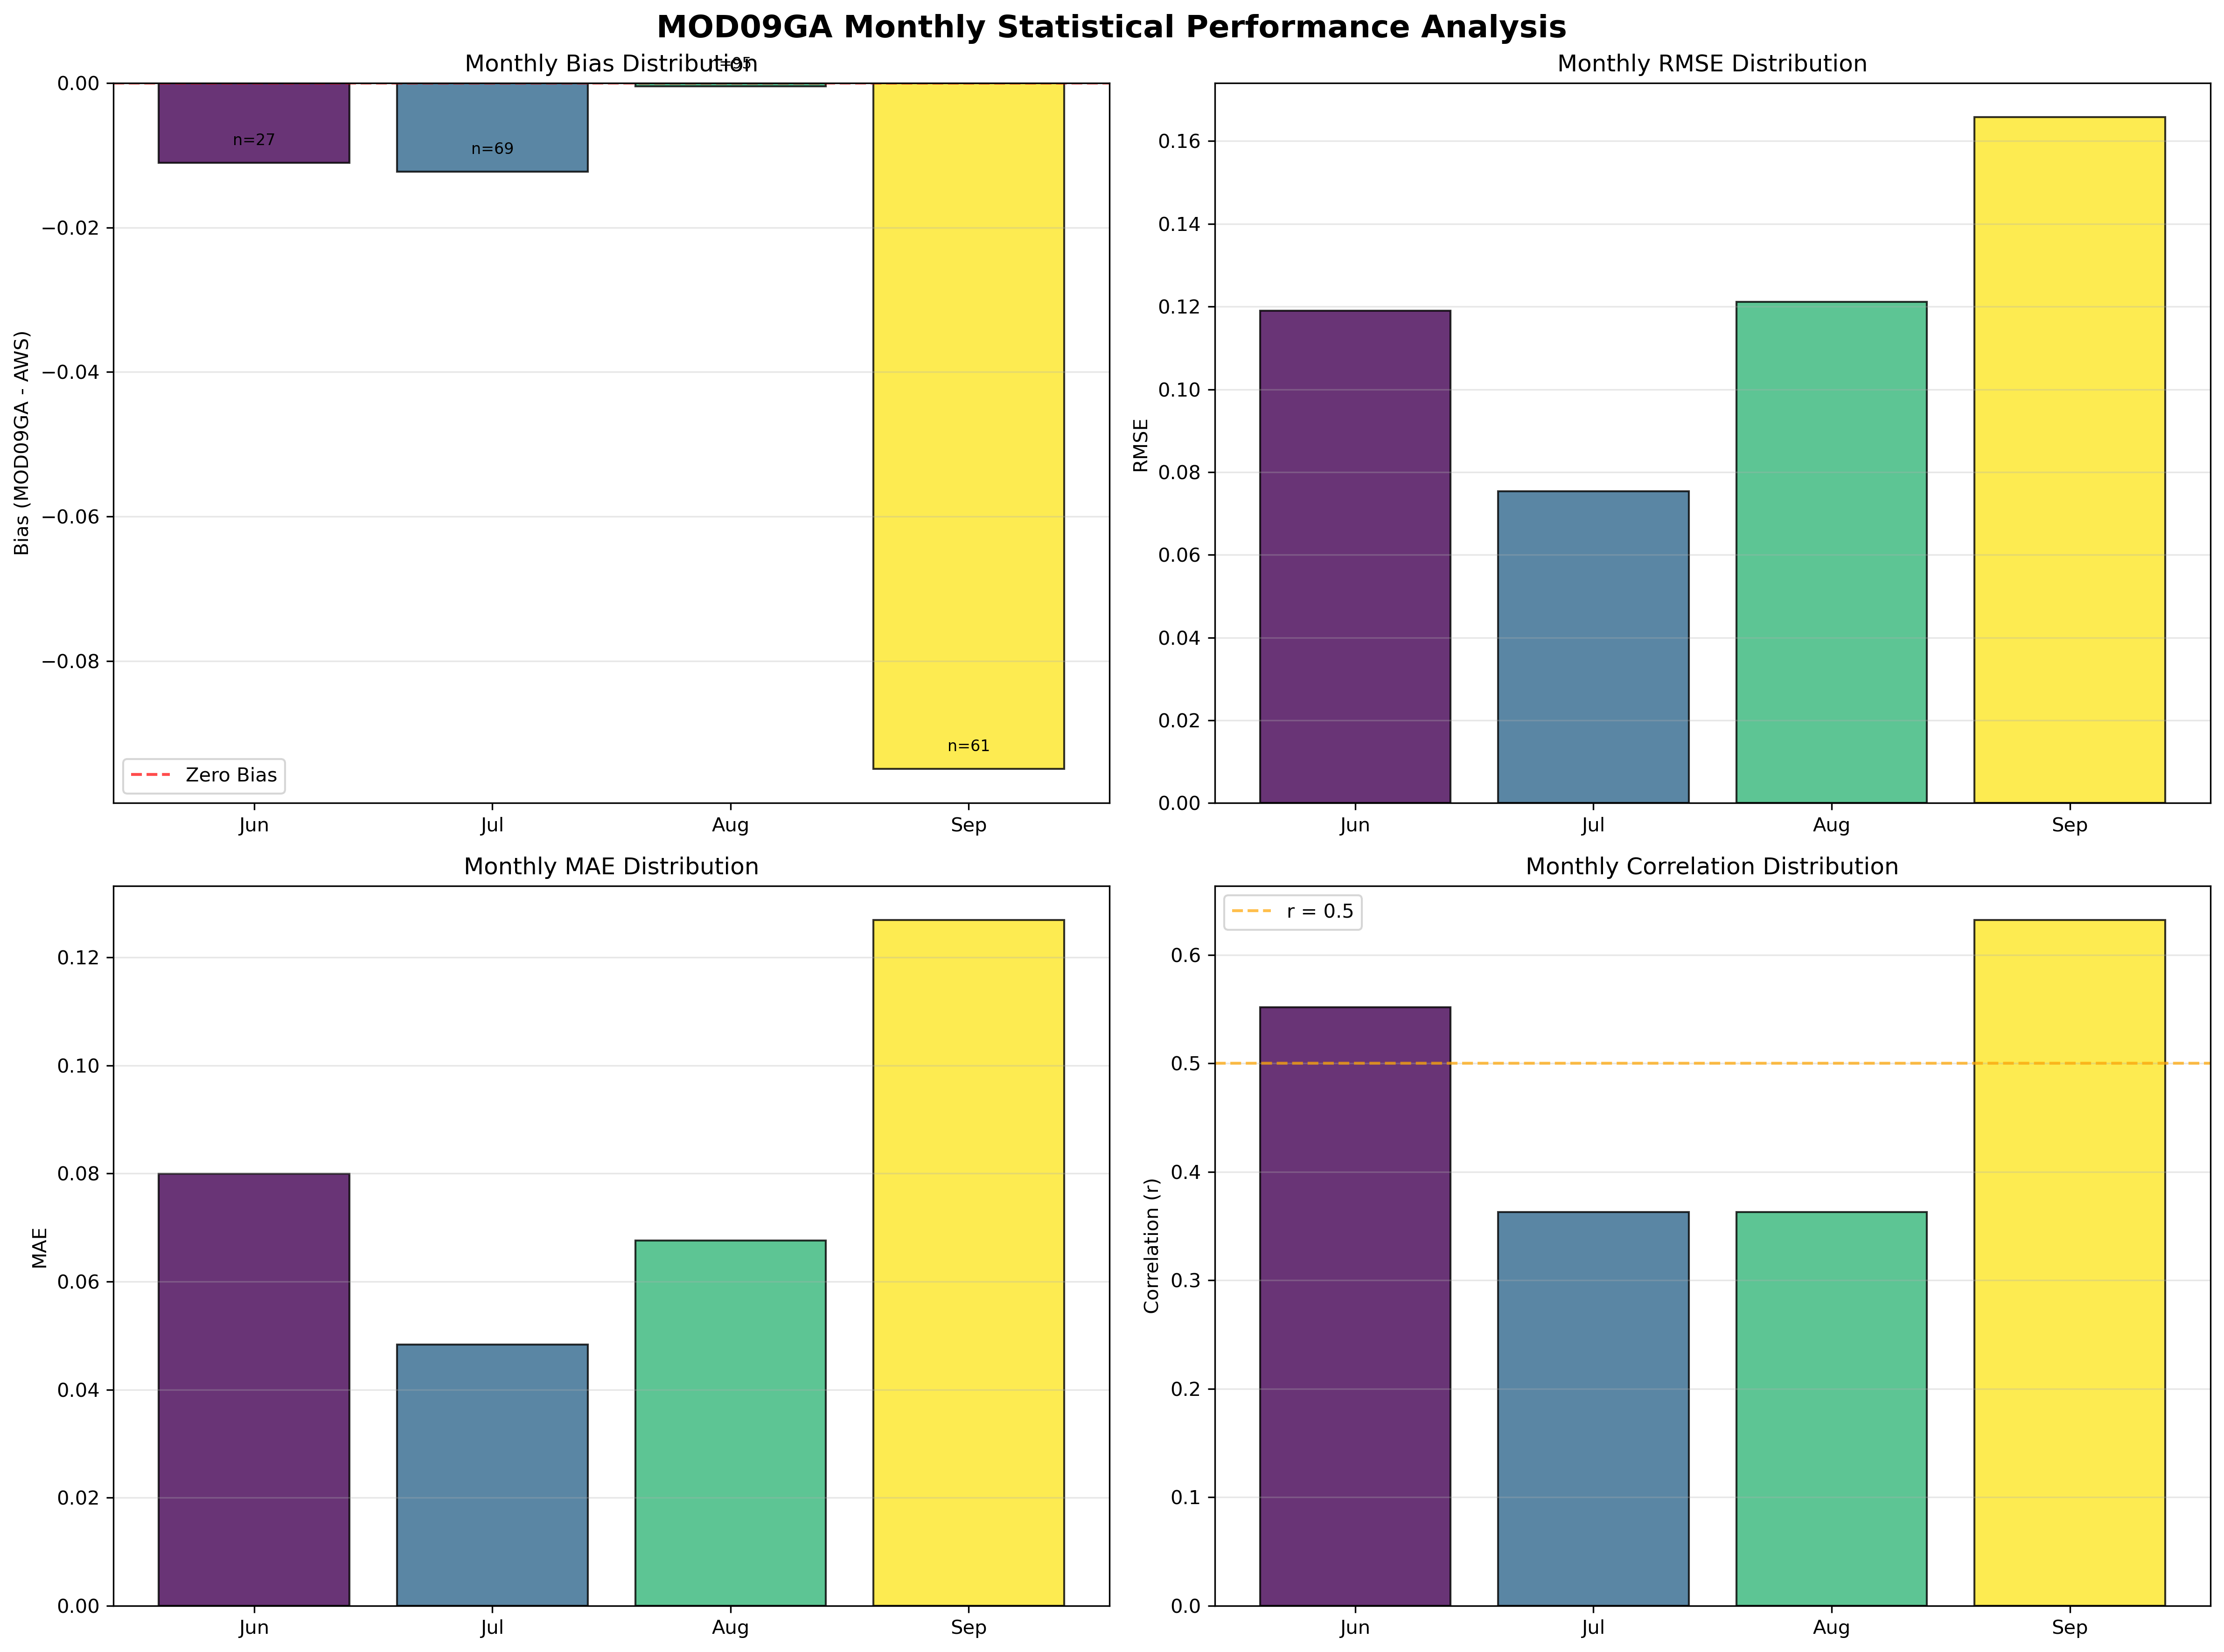 MOD09GA Monthly Statistical Performance Analysis
Monthly Bias Distribution
n=95
0.00
−0.02
−0.04
−0.06
−0.08
Bias (MOD09GA - AWS)
n=27
n=69
n=61
Zero Bias
Jun Jul Aug Sep
Monthly RMSE Distribution
0.16
0.14
0.12
0.10
0.08
0.06
0.04
0.02
0.00
RMSE
Jun Jul Aug Sep
Monthly MAE Distribution
0.12
0.10
0.08
0.06
0.04
0.02
0.00
MAE
Jun Jul Aug Sep
Monthly Correlation Distribution
r = 0.5
0.6
0.5
0.4
0.3
0.2
0.1
0.0
Correlation (r)
Jun Jul Aug Sep